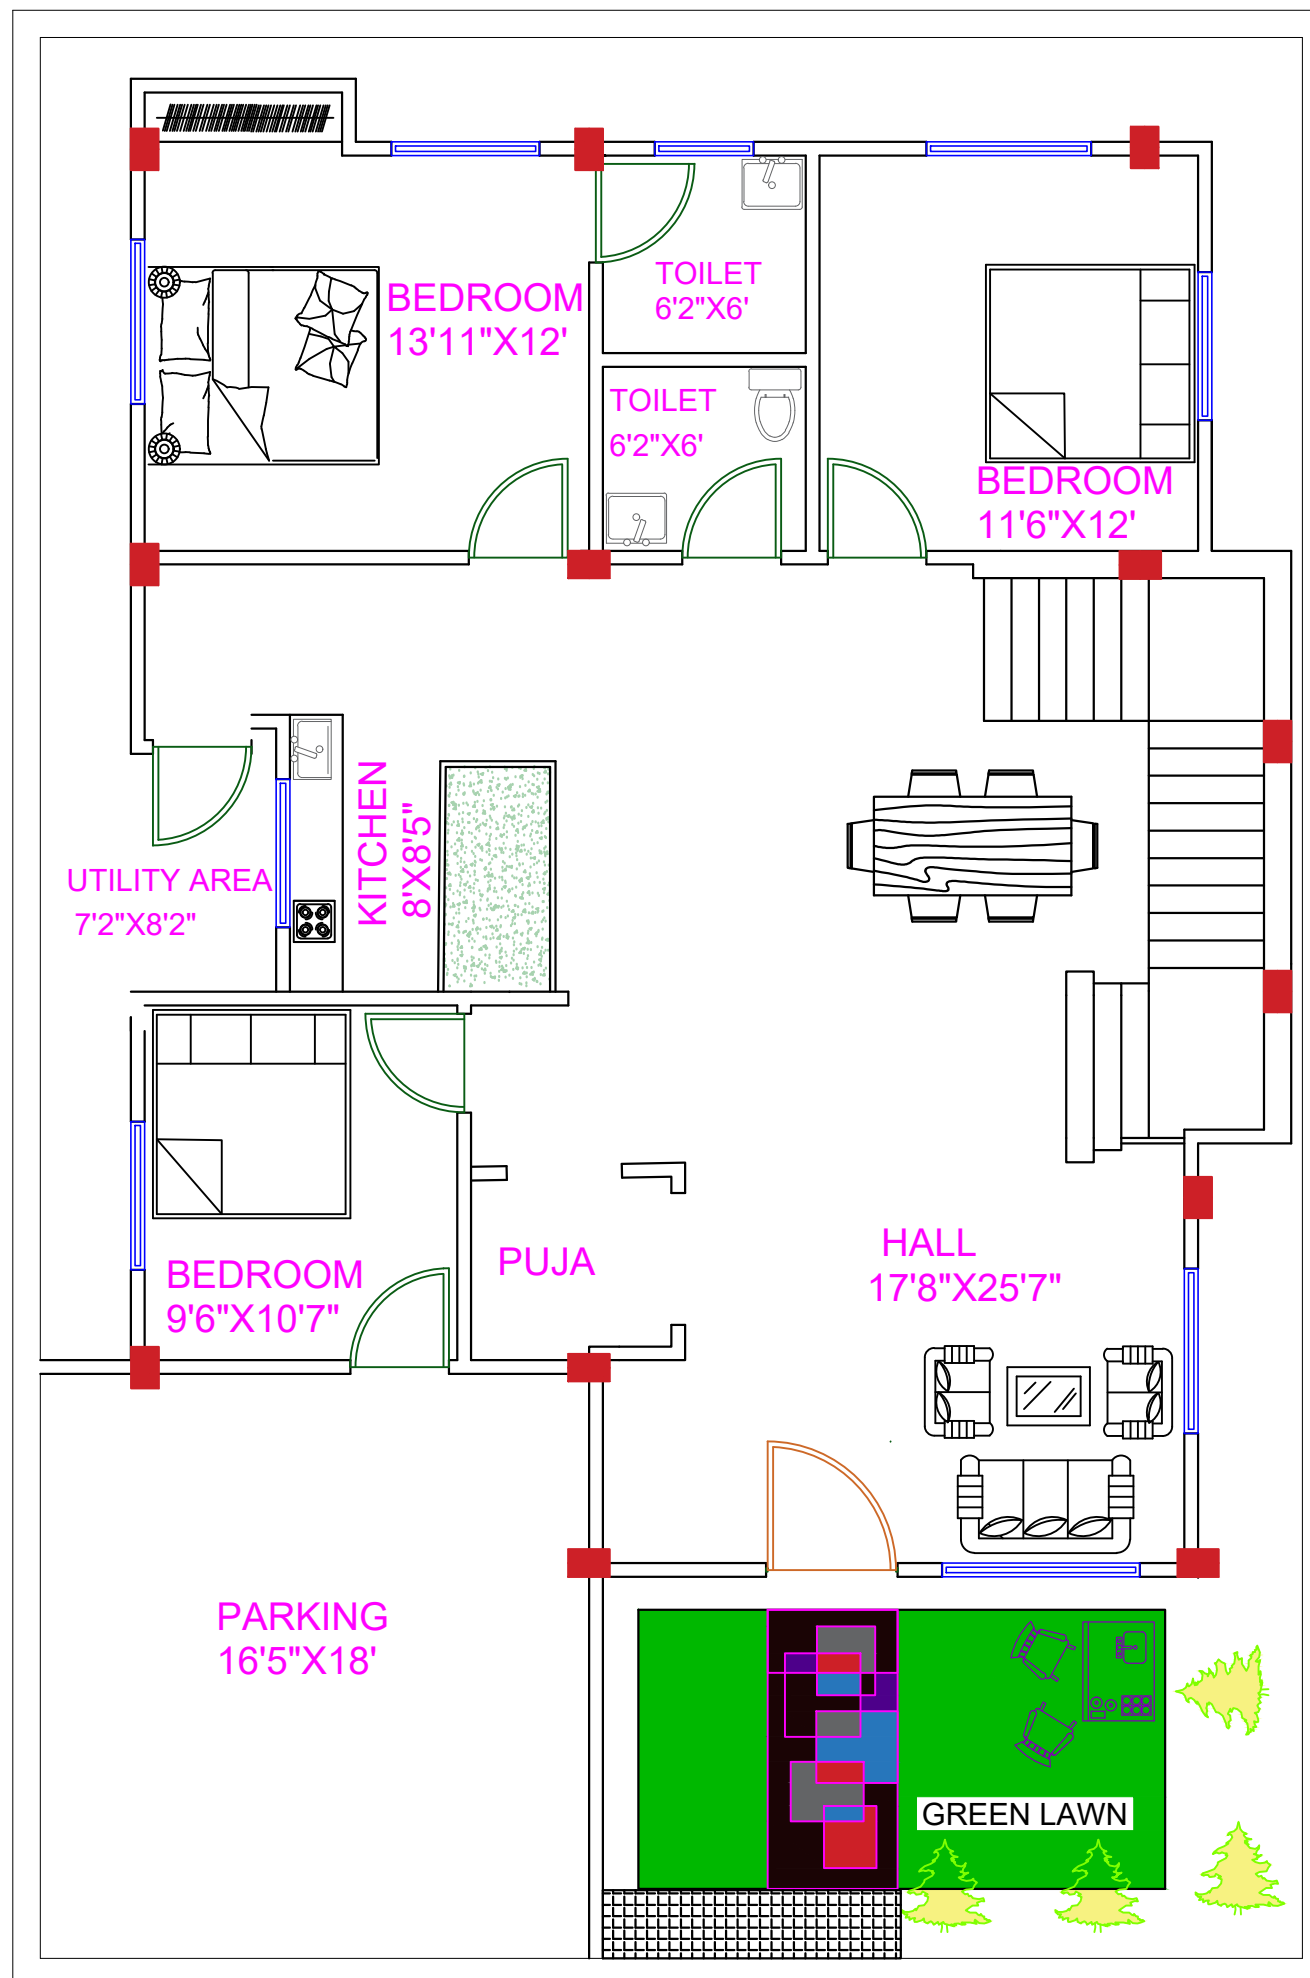 BEDROOM
13'11"X12'
TOILET
6'2"X6'
TOILET
6'2"X6'
BEDROOM
11'6"X12'
KITCHEN
8'X8'5"
UTILITY AREA
7'2"X8'2"
BEDROOM
9'6"X10'7"
PUJA
HALL
17'8"X25'7"
PARKING
16'5"X18'
GREEN LAWN